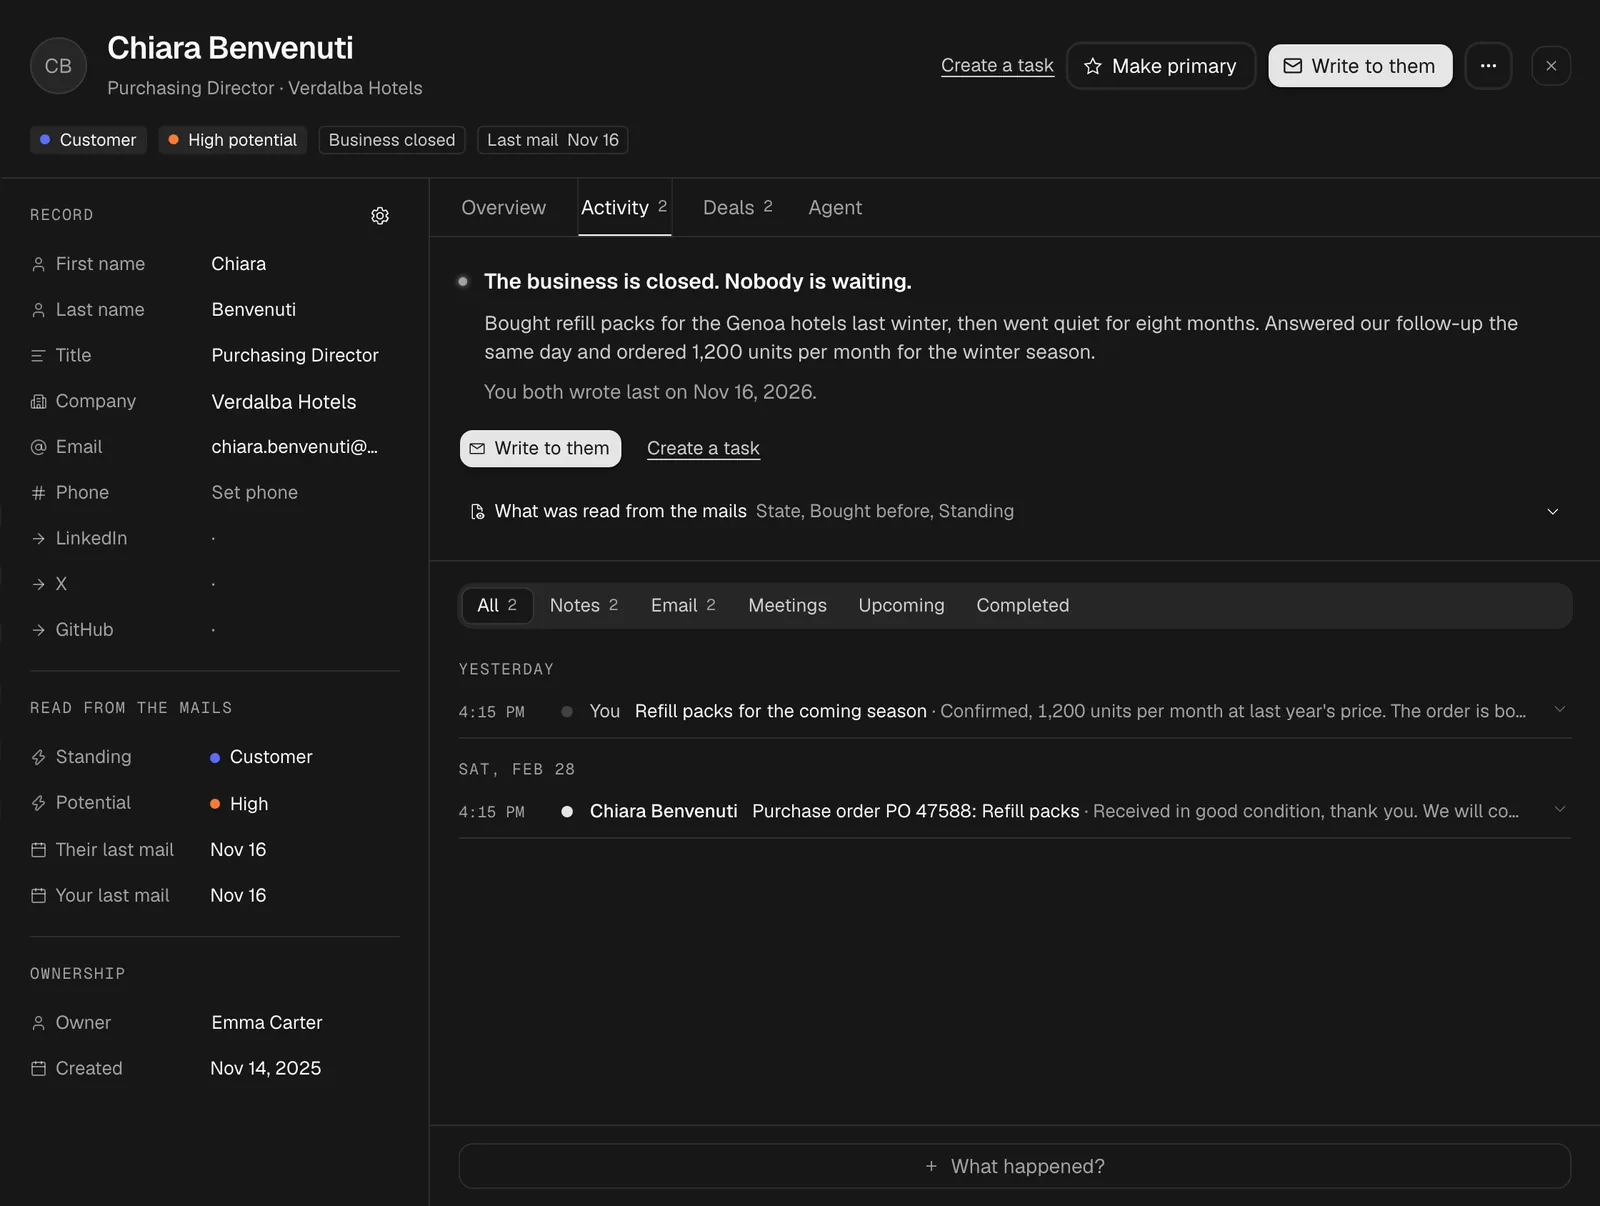 CB
Chiara Benvenuti
Purchasing Director · Verdalba Hotels
Create a task
Make primary
Write to them
Customer
High potential
Business closed
Last mail Nov 16
RECORD
First name Chiara
Last name Benvenuti
Title Purchasing Director
Company Verdalba Hotels
Email chiara.benvenuti@...
Phone Set phone
LinkedIn ·
X ·
GitHub ·
READ FROM THE MAILS
Standing Customer
Potential High
Their last mail Nov 16
Your last mail Nov 16
OWNERSHIP
Owner Emma Carter
Created Nov 14, 2025
Overview
Activity 2
Deals 2
Agent
The business is closed. Nobody is waiting.
Bought refill packs for the Genoa hotels last winter, then went quiet for eight months. Answered our follow-up the
same day and ordered 1,200 units per month for the winter season.
You both wrote last on Nov 16, 2026.
Write to them
Create a task
What was read from the mails State, Bought before, Standing
All 2
Notes 2
Email 2
Meetings
Upcoming
Completed
YESTERDAY
4:15 PM You Refill packs for the coming season · Confirmed, 1,200 units per month at last year's price. The order is bo...
SAT, FEB 28
4:15 PM Chiara Benvenuti Purchase order PO 47588: Refill packs · Received in good condition, thank you. We will co...
+ What happened?